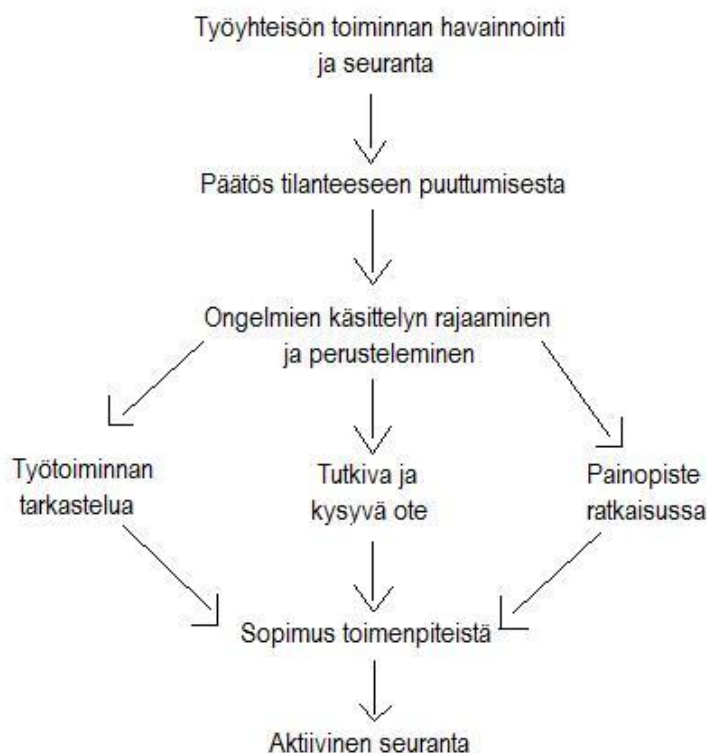 Työyhteisön toiminnan havainnointi
ja seuranta
Päätös tilanteeseen puuttumisesta
Ongelmien käsittelyn rajaaminen
ja perusteleminen
Työtoiminnan
tarkastelua
Tutkiva ja
kysyvä ote
Painopiste
ratkaisussa
Sopimus toimenpiteistä
Aktiivinen seuranta